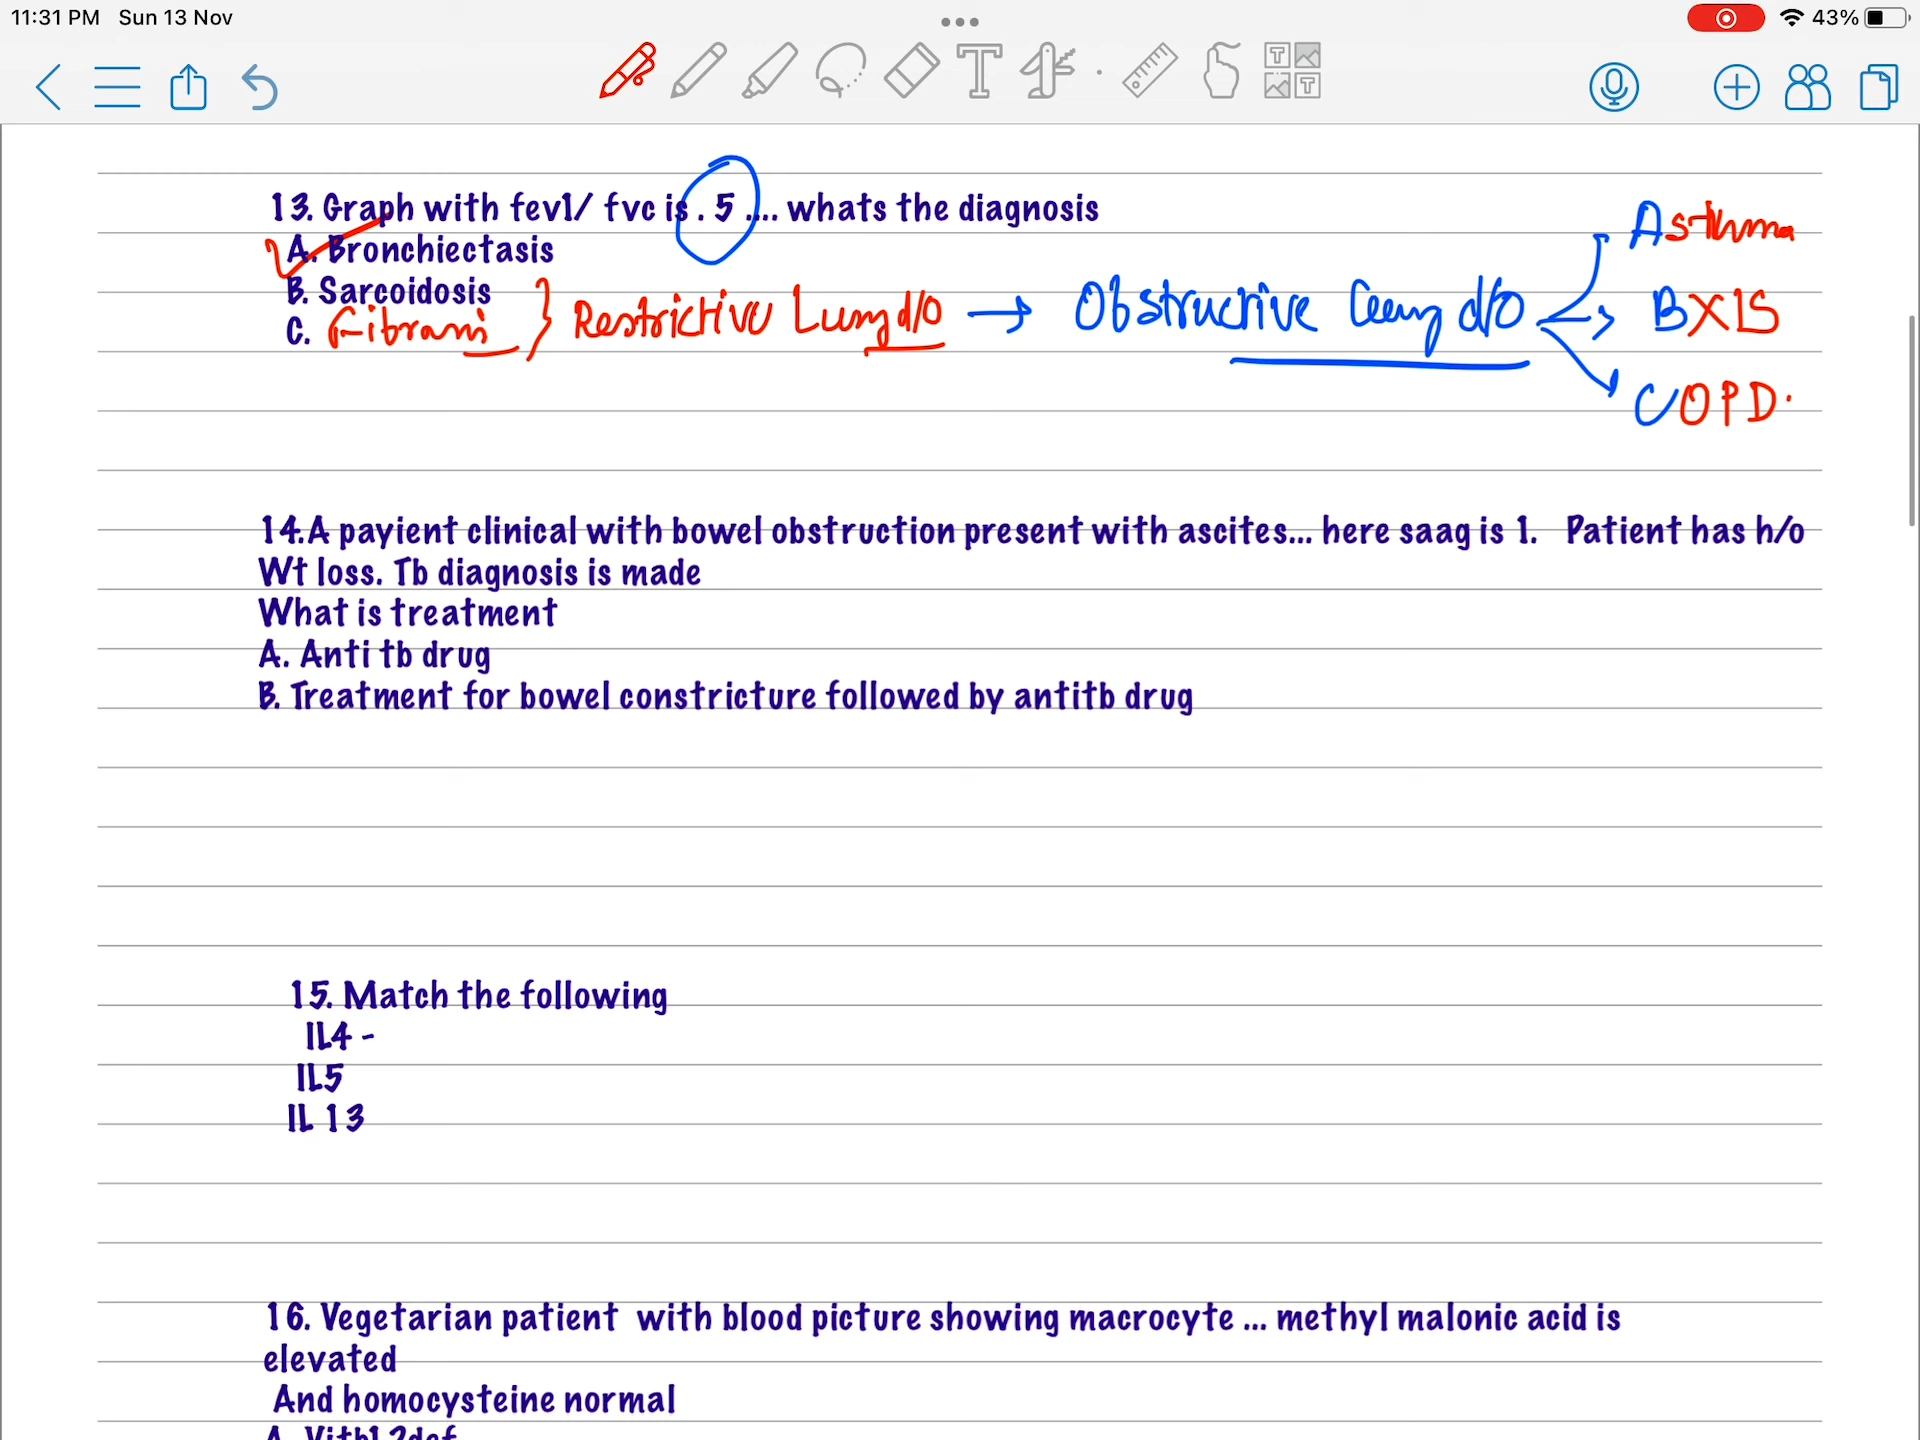 11:31 PM Sun 13 Nov
43%
13. Graph with fev1/ fvc is . 5 .... whats the diagnosis
A. Bronchiectasis
B. Sarcoidosis
C. Fibrosis } Restrictive Lung d/o → Obstructive Lung d/o
Asthma
BXIS
COPD.
14.A payient clinical with bowel obstruction present with ascites... here saag is 1. Patient has h/o
Wt loss. Tb diagnosis is made
What is treatment
A. Anti tb drug
B. Treatment for bowel constricture followed by antitb drug
15. Match the following
IL4 -
IL5
IL 13
16. Vegetarian patient with blood picture showing macrocyte ... methyl malonic acid is
elevated
And homocysteine normal
A. Vitb12def